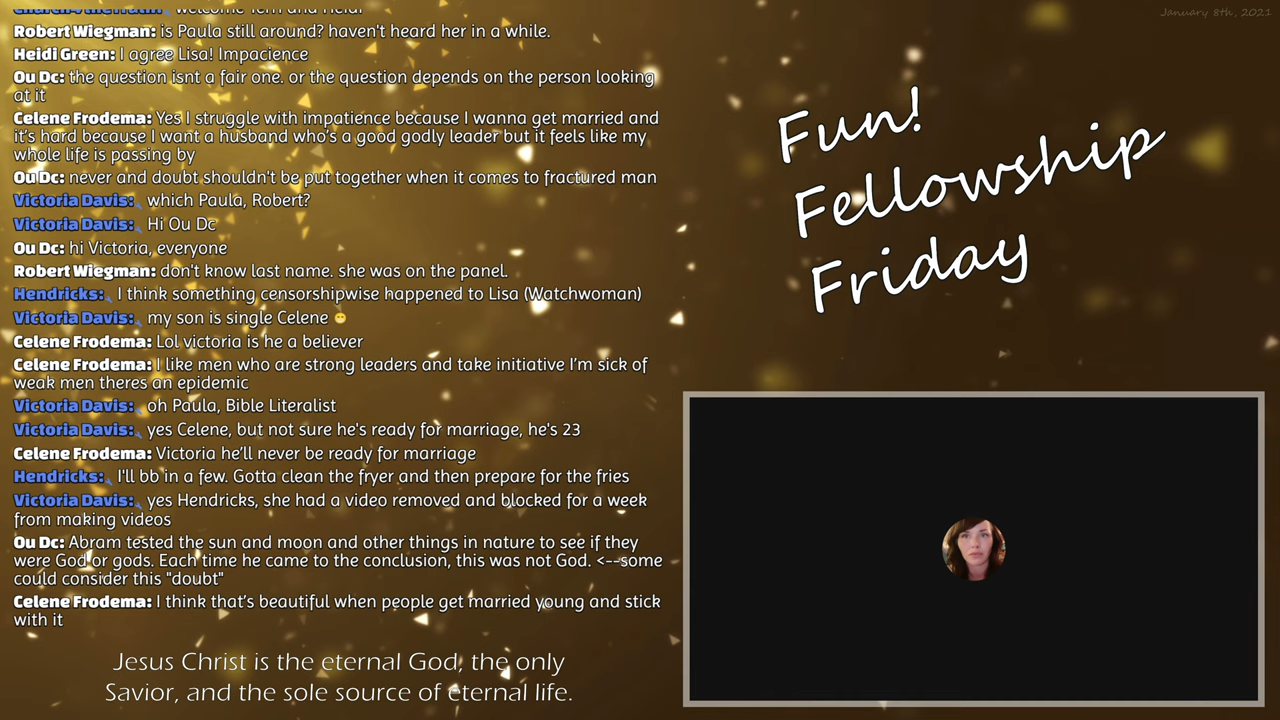 welcome Terri and Heidi
Robert Wiegman: is Paula still around? haven't heard her in a while.
Heidi Green: I agree Lisa! Impacience
Ou Dc: the question isnt a fair one. or the question depends on the person looking
at it
Celene Frodema: Yes I struggle with impatience because I wanna get married and
it's hard because I want a husband who's a good godly leader but it feels like my
whole life is passing by
Ou Dc: never and doubt shouldn't be put together when it comes to fractured man
Victoria Davis: which Paula, Robert?
Victoria Davis: Hi Ou Dc
Ou Dc: hi Victoria, everyone
Robert Wiegman: don't know last name. she was on the panel.
Hendricks: I think something censorshipwise happened to Lisa (Watchwoman)
Victoria Davis: my son is single Celene 😁
Celene Frodema: Lol victoria is he a believer
Celene Frodema: I like men who are strong leaders and take initiative I'm sick of
weak men theres an epidemic
Victoria Davis: oh Paula, Bible Literalist
Victoria Davis: yes Celene, but not sure he's ready for marriage, he's 23
Celene Frodema: Victoria he'll never be ready for marriage
Hendricks: I'll bb in a few. Gotta clean the fryer and then prepare for the fries
Victoria Davis: yes Hendricks, she had a video removed and blocked for a week
from making videos
Ou Dc: Abram tested the sun and moon and other things in nature to see if they
were God or gods. Each time he came to the conclusion, this was not God. <--some
could consider this "doubt"
Celene Frodema: I think that's beautiful when people get married young and stick
with it
Jesus Christ is the eternal God, the only
Savior, and the sole source of eternal life.
January 8th, 2021
Fun!
Fellowship
Friday